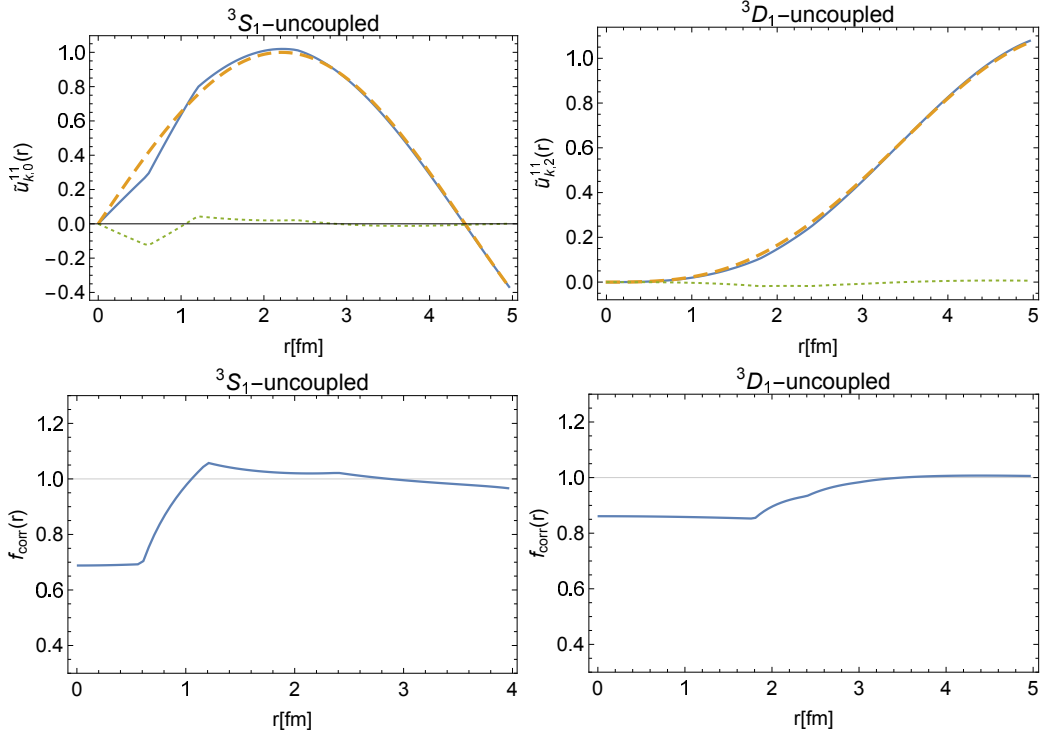 ³S₁−uncoupled
ũ¹¹ₖ,₀(r)
1.0
0.8
0.6
0.4
0.2
0.0
−0.2
−0.4
0 1 2 3 4 5
r[fm]
³D₁−uncoupled
ũ¹¹ₖ,₂(r)
1.0
0.8
0.6
0.4
0.2
0.0
0 1 2 3 4 5
r[fm]
³S₁−uncoupled
f_corr(r)
1.2
1.0
0.8
0.6
0.4
0 1 2 3 4
r[fm]
³D₁−uncoupled
f_corr(r)
1.2
1.0
0.8
0.6
0.4
0 1 2 3 4 5
r[fm]